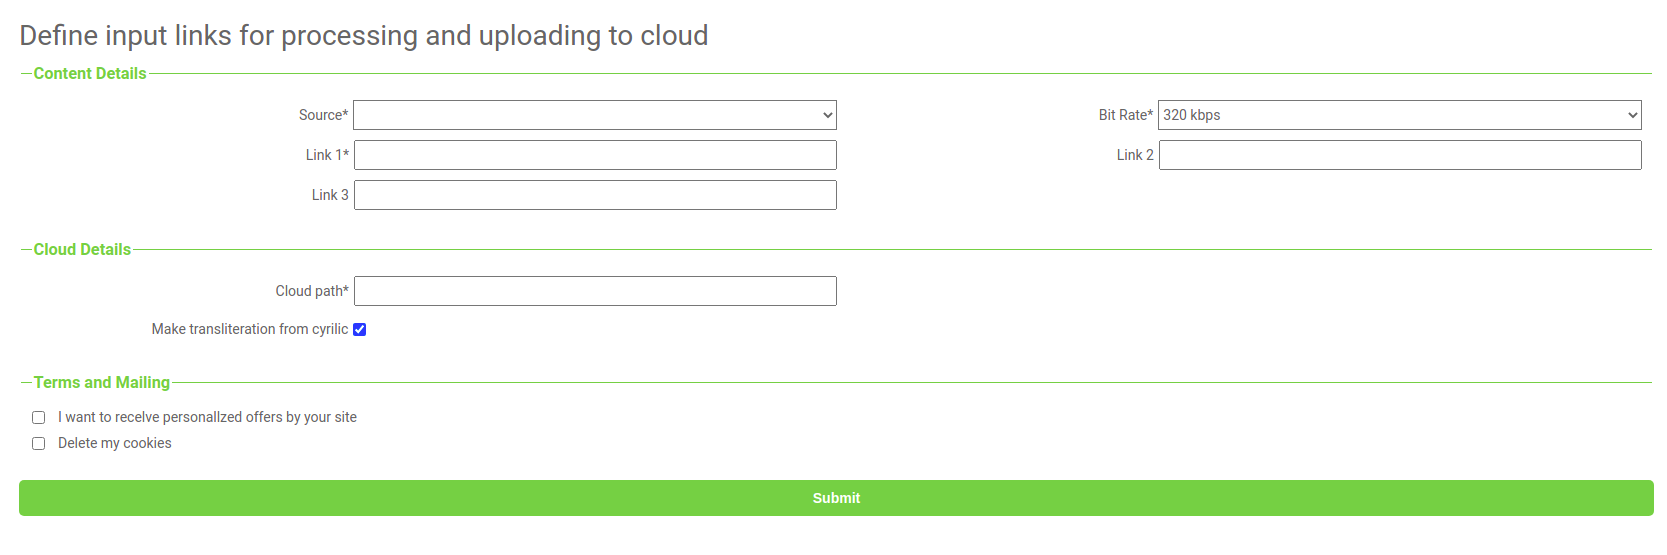 Define input links for processing and uploading to cloud
Content Details
Source*
Bit Rate* 320 kbps
Link 1*
Link 2
Link 3
Cloud Details
Cloud path*
Make transliteration from cyrilic
Terms and Mailing
I want to recelve personallzed offers by your site
Delete my cookies
Submit